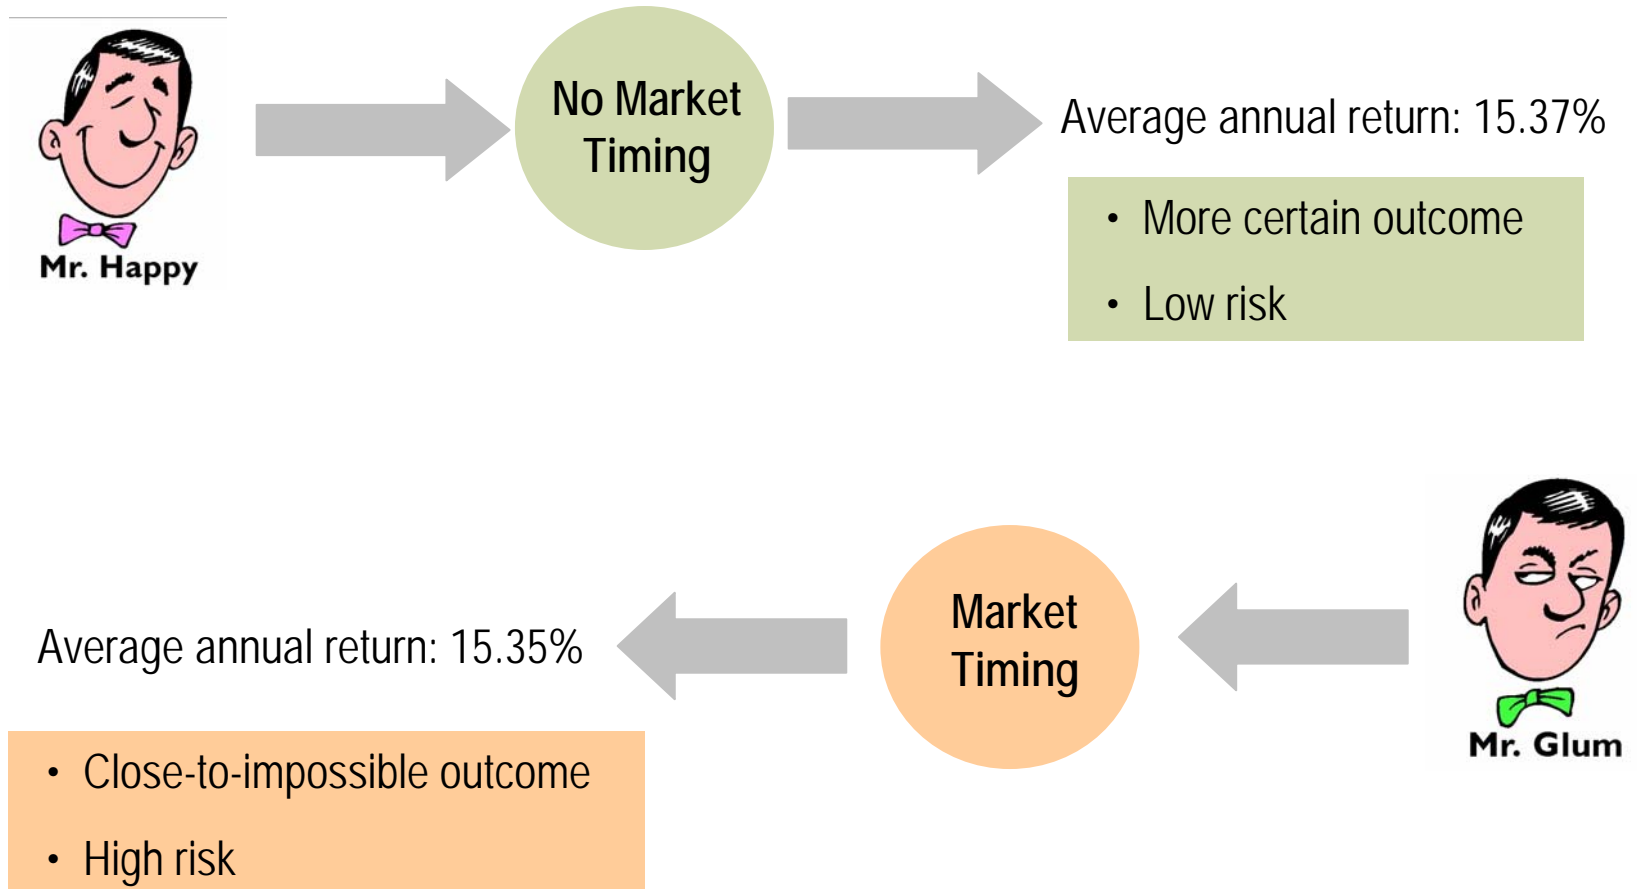 No Market
Timing
Average annual return: 15.37%
• More certain outcome
• Low risk
Mr. Happy
Market
Timing
Average annual return: 15.35%
• Close-to-impossible outcome
• High risk
Mr. Glum